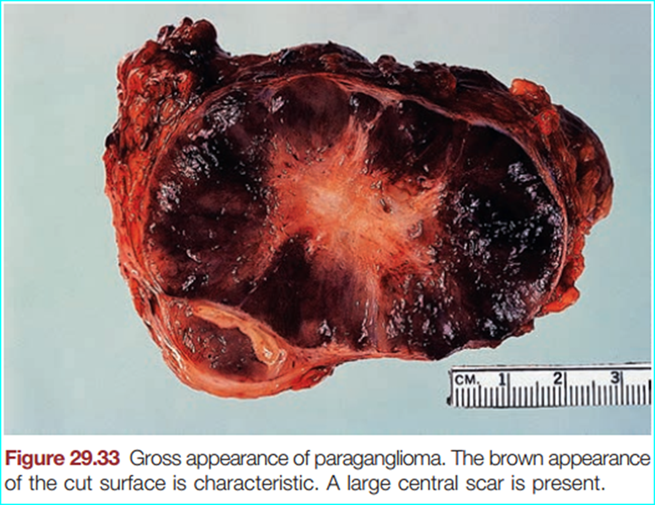 CM. 1 2 3
Figure 29.33 Gross appearance of paraganglioma. The brown appearance
of the cut surface is characteristic. A large central scar is present.